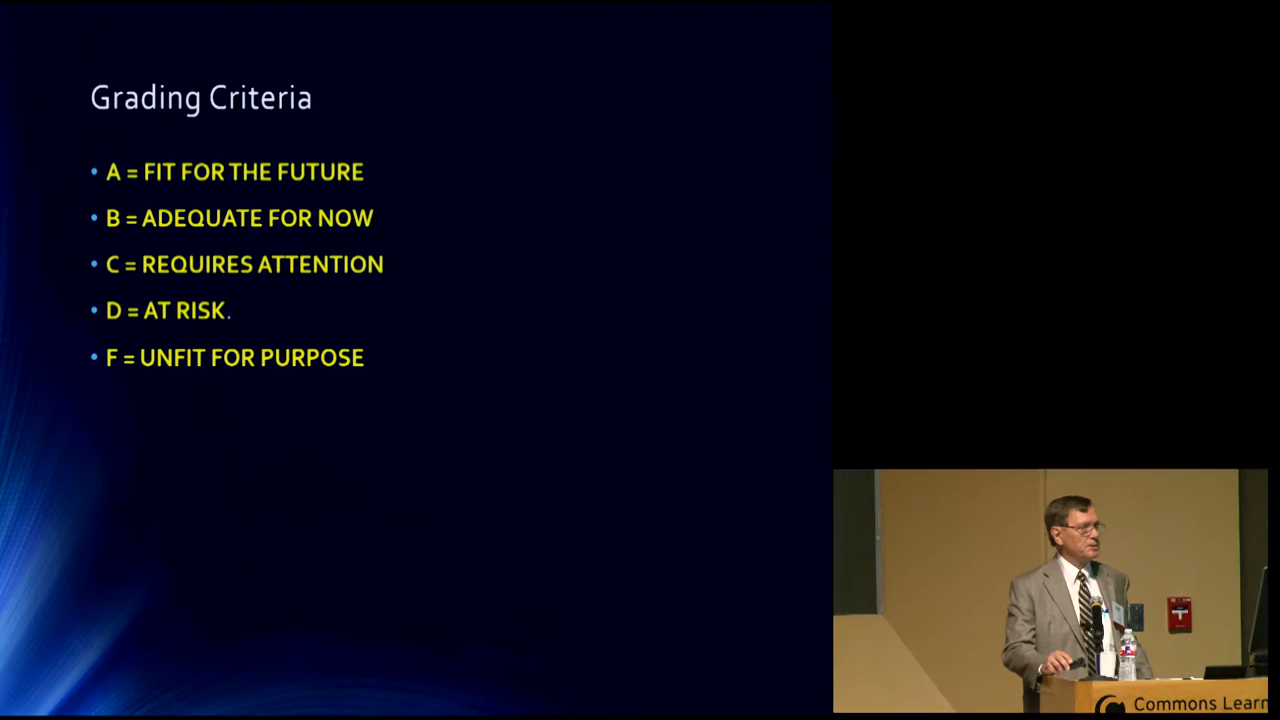 Grading Criteria
• A = FIT FOR THE FUTURE
• B = ADEQUATE FOR NOW
• C = REQUIRES ATTENTION
• D = AT RISK.
• F = UNFIT FOR PURPOSE
Commons Learn